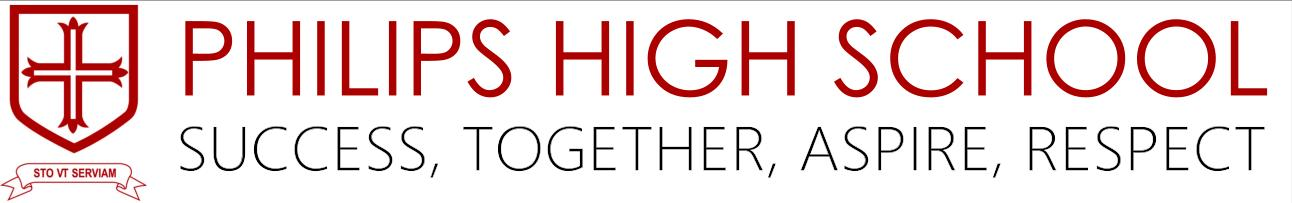 PHILIPS HIGH SCHOOL
SUCCESS, TOGETHER, ASPIRE, RESPECT
STO VT SERVIAM